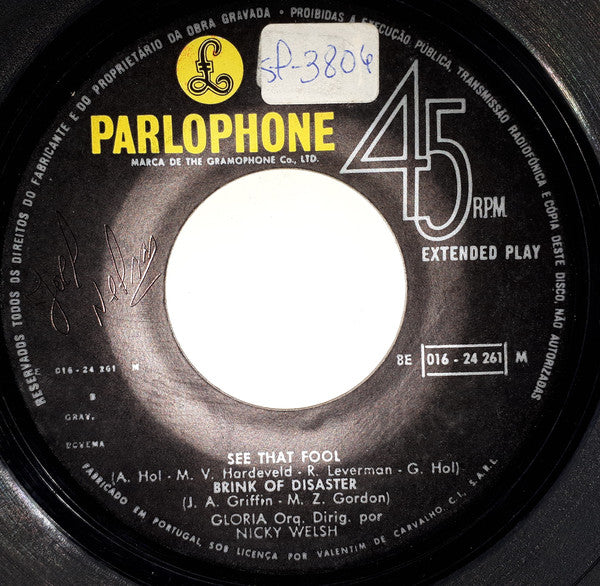 RESERVADOS TODOS OS DIREITOS DO FABRICANTE E DO PROPRIETÁRIO DA OBRA GRAVADA • PROIBIDAS A EXECUÇÃO PÚBLICA, TRANSMISSÃO RADIOFÓNICA E CÓPIA DESTE DISCO, NÃO AUTORIZADAS
£
SP-3806
PARLOPHONE
MARCA DE THE GRAMOPHONE Co., LTD.
45 RPM
EXTENDED PLAY
8E 016 - 24 261 M
016-24 261 M
B
GRAV.
SEE THAT FOOL
(A. Hol - M. V. Hardeveld - R. Leverman - G. Hol)
BRINK OF DISASTER
(J. A. Griffin - M. Z. Gordon)
GLORIA Orq. Dirig. por
NICKY WELSH
FABRICADO EM PORTUGAL, SOB LICENÇA POR VALENTIM DE CARVALHO, C. I., S.A.R.L.